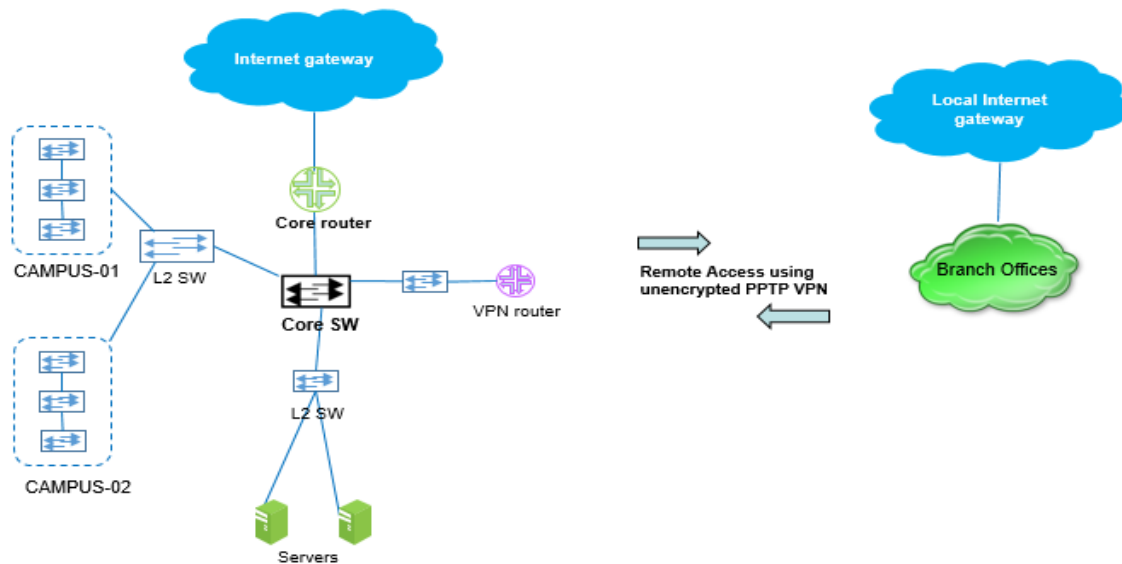 Internet gateway
Local Internet
gateway
Core router
CAMPUS-01
L2 SW
Remote Access using
unencrypted PPTP VPN
Branch Offices
Core SW
VPN router
L2 SW
CAMPUS-02
Servers